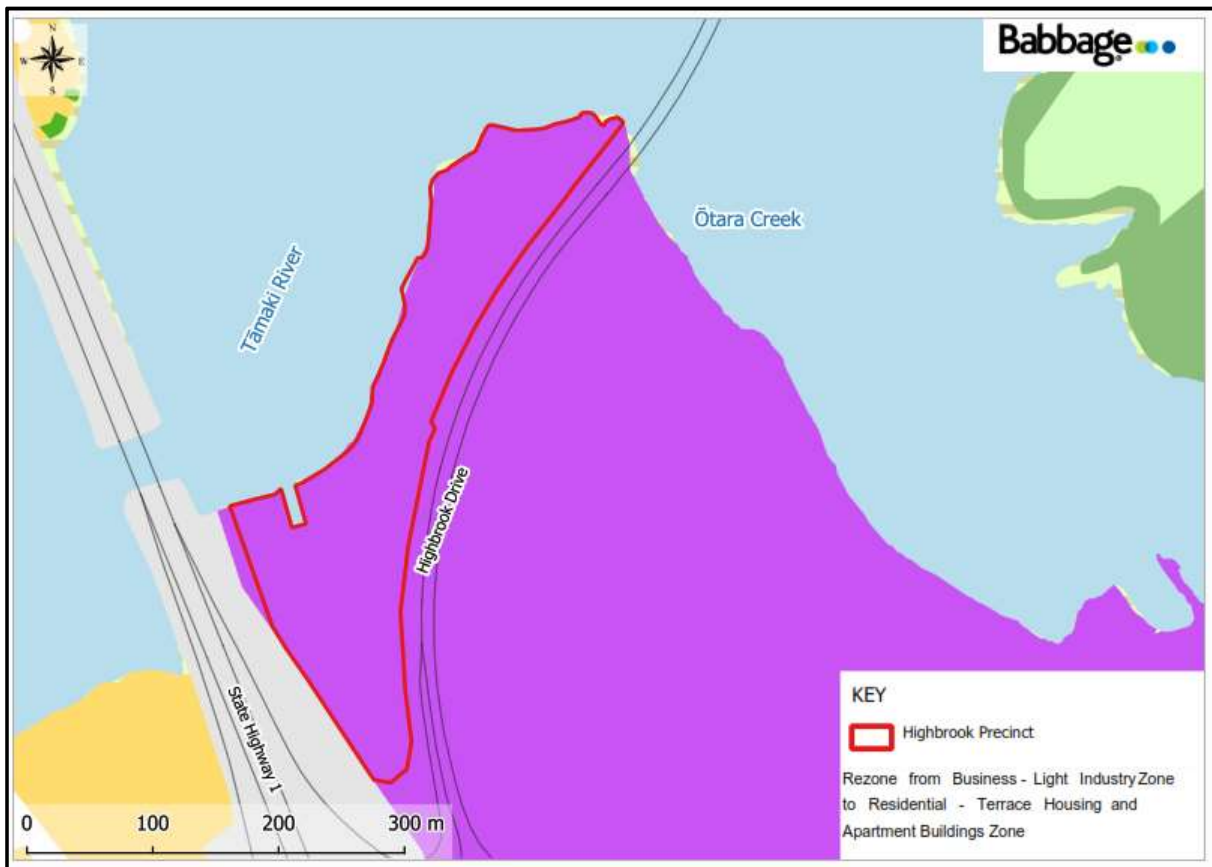 N
W E
S
Babbage
Ōtara Creek
Tāmaki River
Highbrook Drive
State Highway 1
KEY
Highbrook Precinct
Rezone from Business - Light Industry Zone
to Residential - Terrace Housing and
Apartment Buildings Zone
0 100 200 300 m